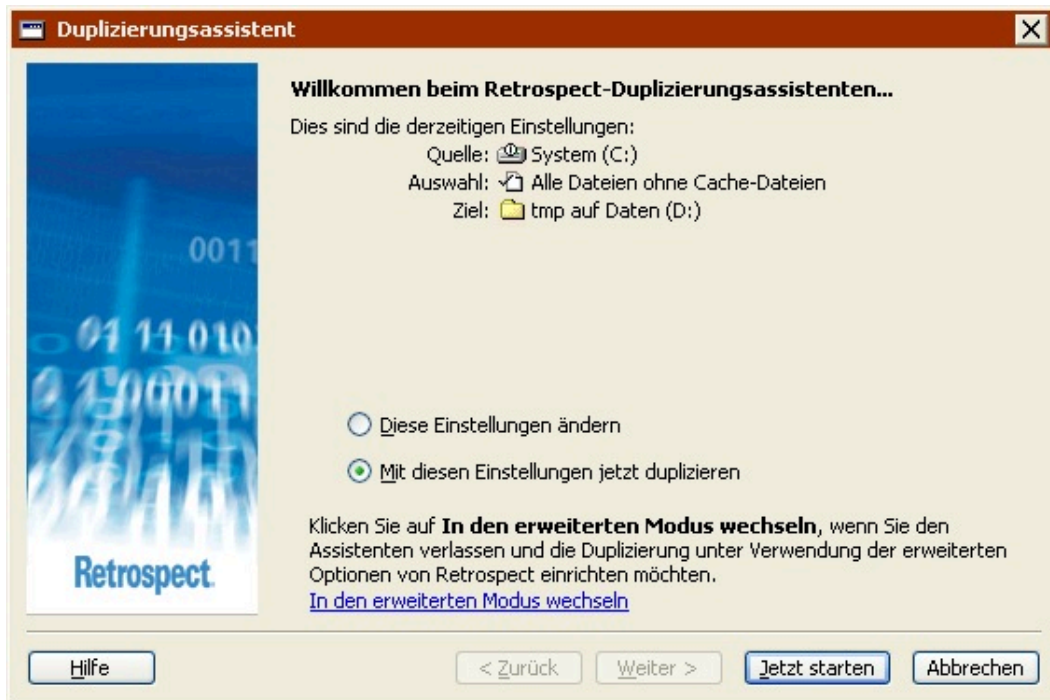 Duplizierungsassistent
Willkommen beim Retrospect-Duplizierungsassistenten...
Dies sind die derzeitigen Einstellungen:
Quelle: System (C:)
Auswahl: Alle Dateien ohne Cache-Dateien
Ziel: tmp auf Daten (D:)
0011
01 11 010
0 1 00011
Diese Einstellungen ändern
Mit diesen Einstellungen jetzt duplizieren
Klicken Sie auf In den erweiterten Modus wechseln, wenn Sie den
Assistenten verlassen und die Duplizierung unter Verwendung der erweiterten
Optionen von Retrospect einrichten möchten.
In den erweiterten Modus wechseln
Retrospect
Hilfe
< Zurück
Weiter >
Jetzt starten
Abbrechen